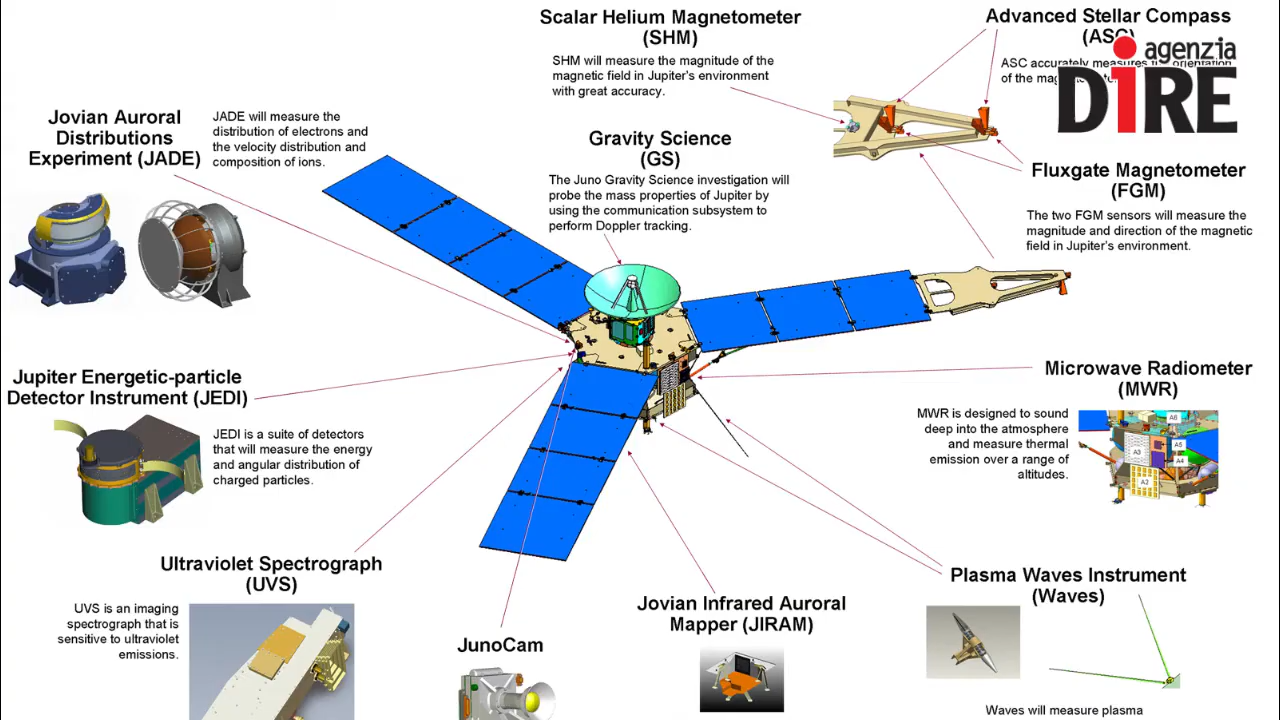 Scalar Helium Magnetometer
(SHM)
SHM will measure the magnitude of the
magnetic field in Jupiter's environment
with great accuracy.
Advanced Stellar Compass
(ASC)
ASC accurately measures orientation
of the
agenzia
DiRE
Jovian Auroral
Distributions
Experiment (JADE)
JADE will measure the
distribution of electrons and
the velocity distribution and
composition of ions.
Gravity Science
(GS)
The Juno Gravity Science investigation will
probe the mass properties of Jupiter by
using the communication subsystem to
perform Doppler tracking.
Fluxgate Magnetometer
(FGM)
The two FGM sensors will measure the
magnitude and direction of the magnetic
field in Jupiter's environment.
Jupiter Energetic-particle
Detector Instrument (JEDI)
JEDI is a suite of detectors
that will measure the energy
and angular distribution of
charged particles.
Microwave Radiometer
(MWR)
MWR is designed to sound
deep into the atmosphere
and measure thermal
emission over a range of
altitudes.
A6
A5
A3
A4
A2
Ultraviolet Spectrograph
(UVS)
UVS is an imaging
spectrograph that is
sensitive to ultraviolet
emissions.
JunoCam
Jovian Infrared Auroral
Mapper (JIRAM)
Plasma Waves Instrument
(Waves)
Waves will measure plasma